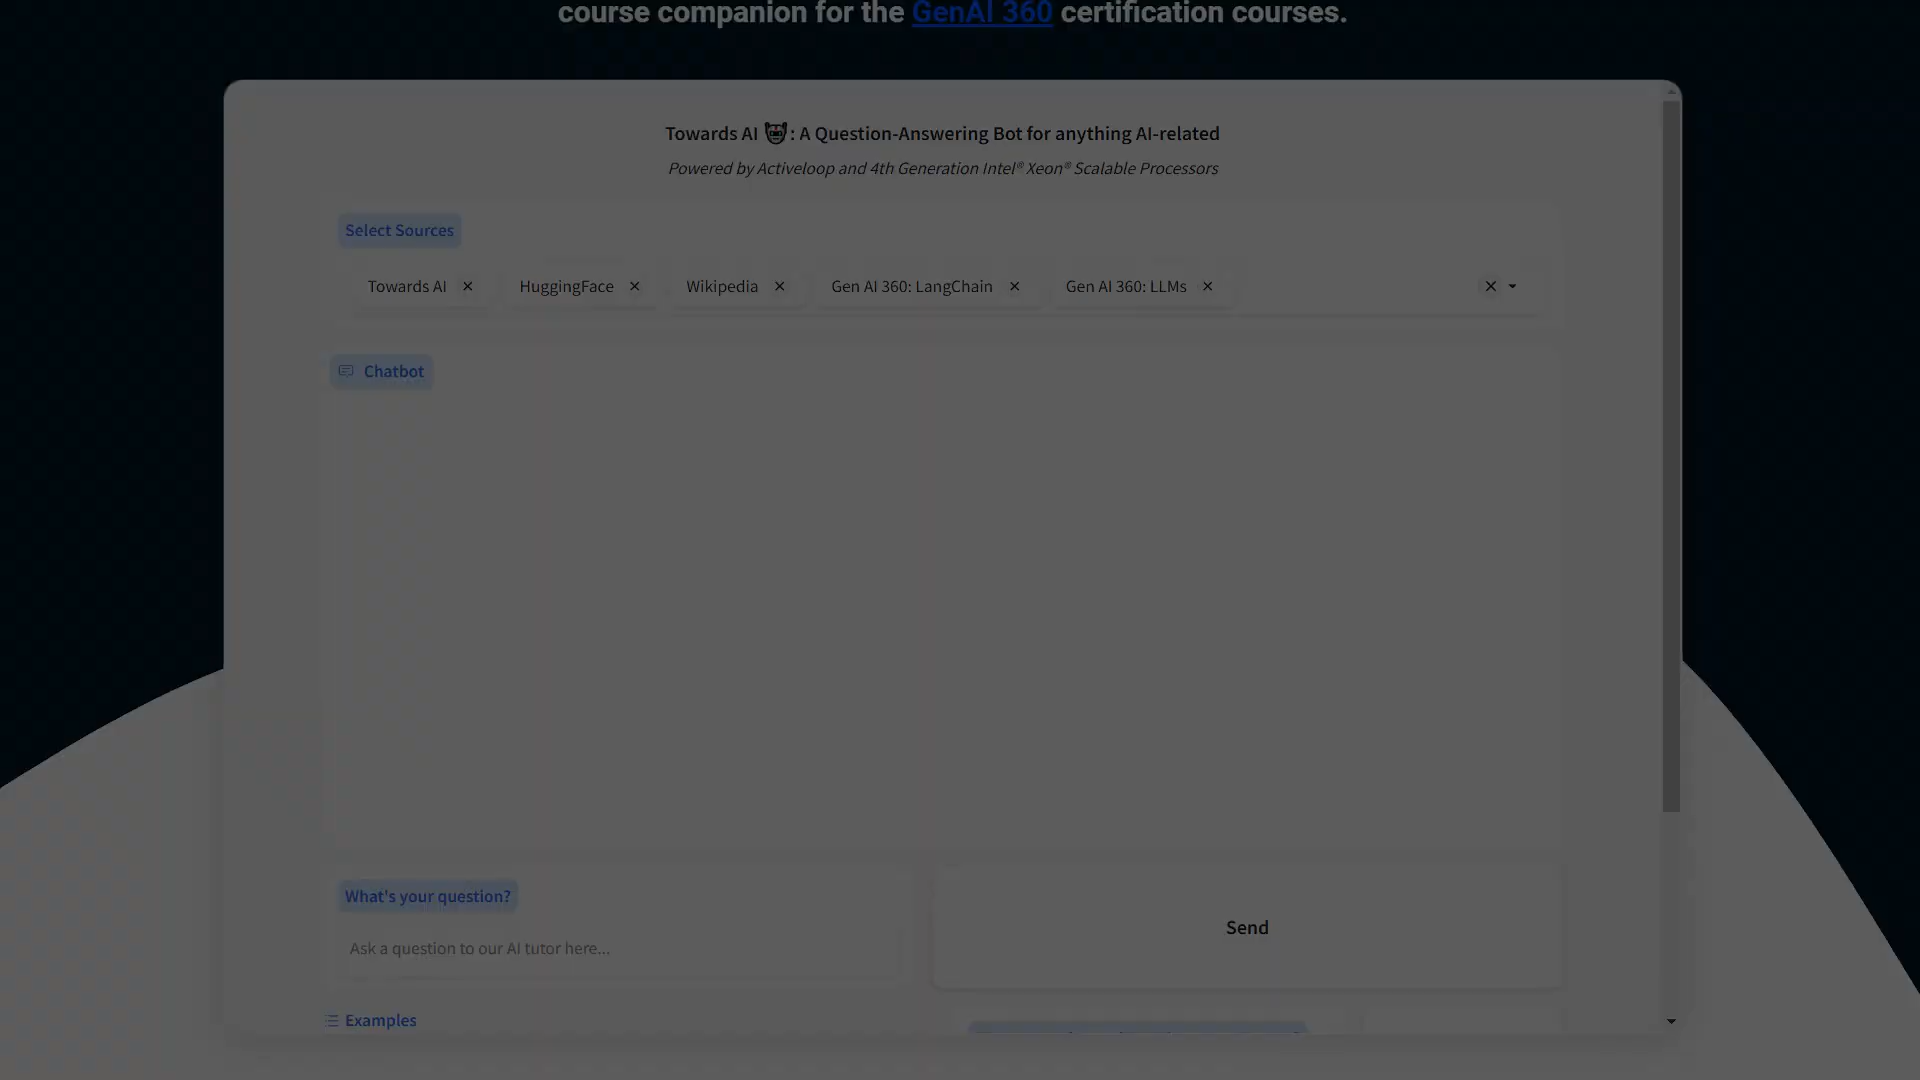 course companion for the GenAI 360 certification courses.
Towards AI : A Question-Answering Bot for anything AI-related
Powered by Activeloop and 4th Generation Intel® Xeon® Scalable Processors
Select Sources
Towards AI × HuggingFace × Wikipedia × Gen AI 360: LangChain × Gen AI 360: LLMs ×
Chatbot
What's your question?
Send
Ask a question to our AI tutor here...
Examples